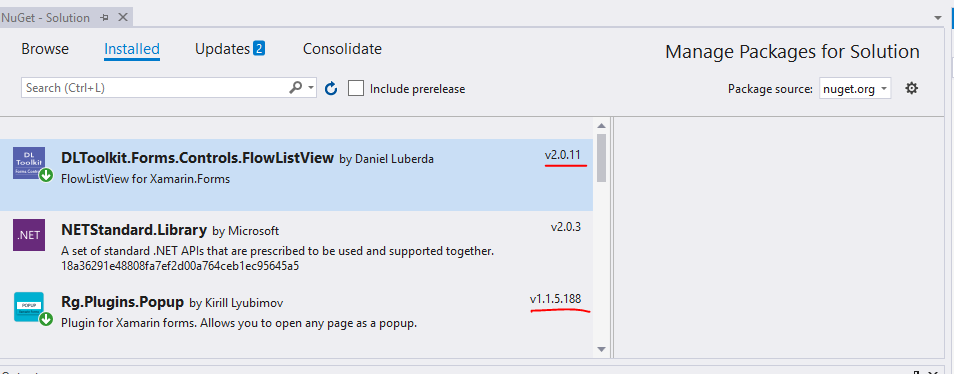 NuGet - Solution
Browse Installed Updates 2 Consolidate
Manage Packages for Solution
Search (Ctrl+L) Include prerelease Package source: nuget.org
DL Toolkit Forms Controls
DLToolkit.Forms.Controls.FlowListView by Daniel Luberda v2.0.11
FlowListView for Xamarin.Forms
.NET
NETStandard.Library by Microsoft v2.0.3
A set of standard .NET APIs that are prescribed to be used and supported together.
18a36291e48808fa7ef2d00a764ceb1ec95645a5
POPUP
Rg.Plugins.Popup by Kirill Lyubimov v1.1.5.188
Plugin for Xamarin forms. Allows you to open any page as a popup.